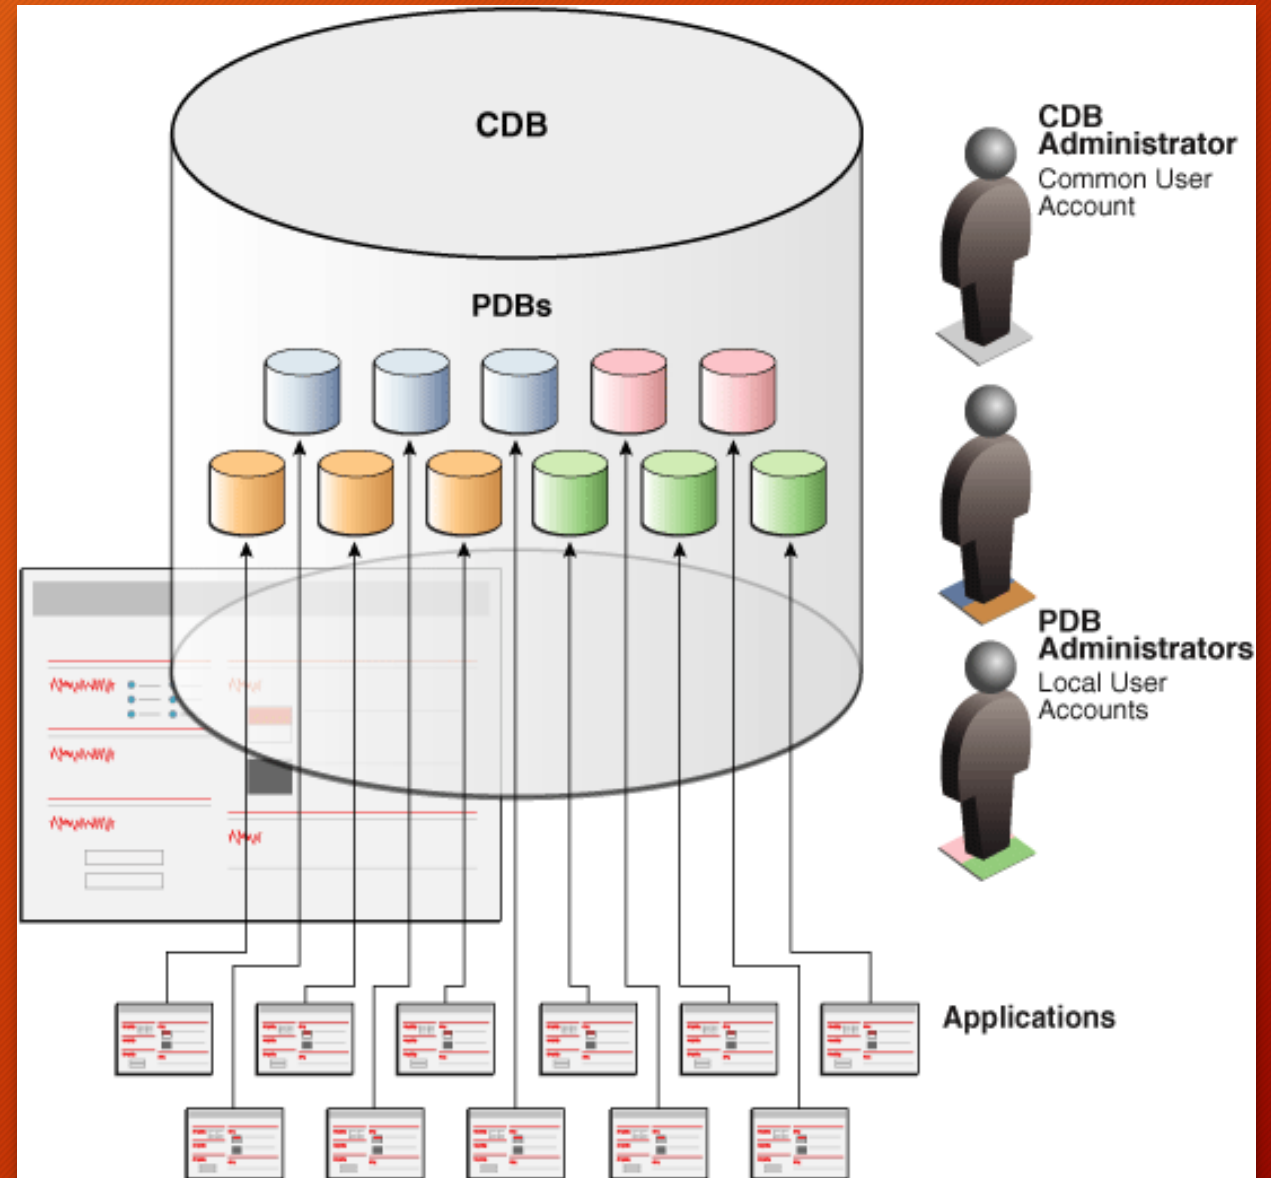 CDB
PDBs
CDB
Administrator
Common User
Account
PDB
Administrators
Local User
Accounts
Applications